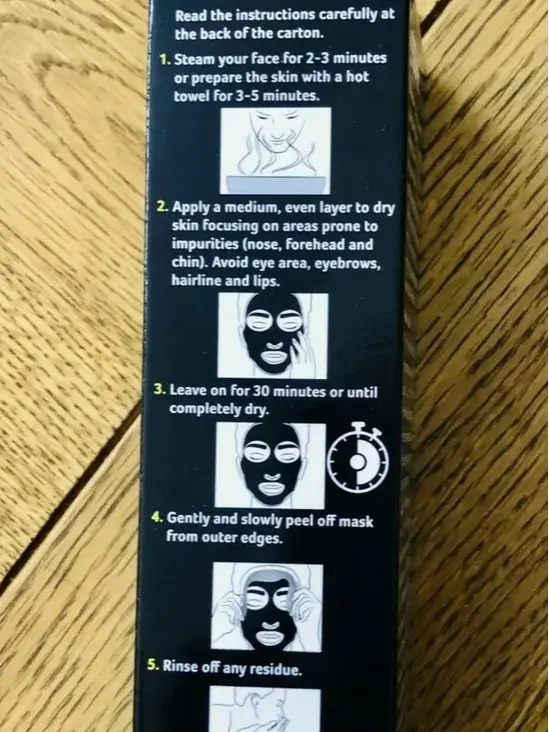 Read the instructions carefully at
the back of the carton.
1. Steam your face for 2-3 minutes
or prepare the skin with a hot
towel for 3-5 minutes.
2. Apply a medium, even layer to dry
skin focusing on areas prone to
impurities (nose, forehead and
chin). Avoid eye area, eyebrows,
hairline and lips.
3. Leave on for 30 minutes or until
completely dry.
4. Gently and slowly peel off mask
from outer edges.
5. Rinse off any residue.